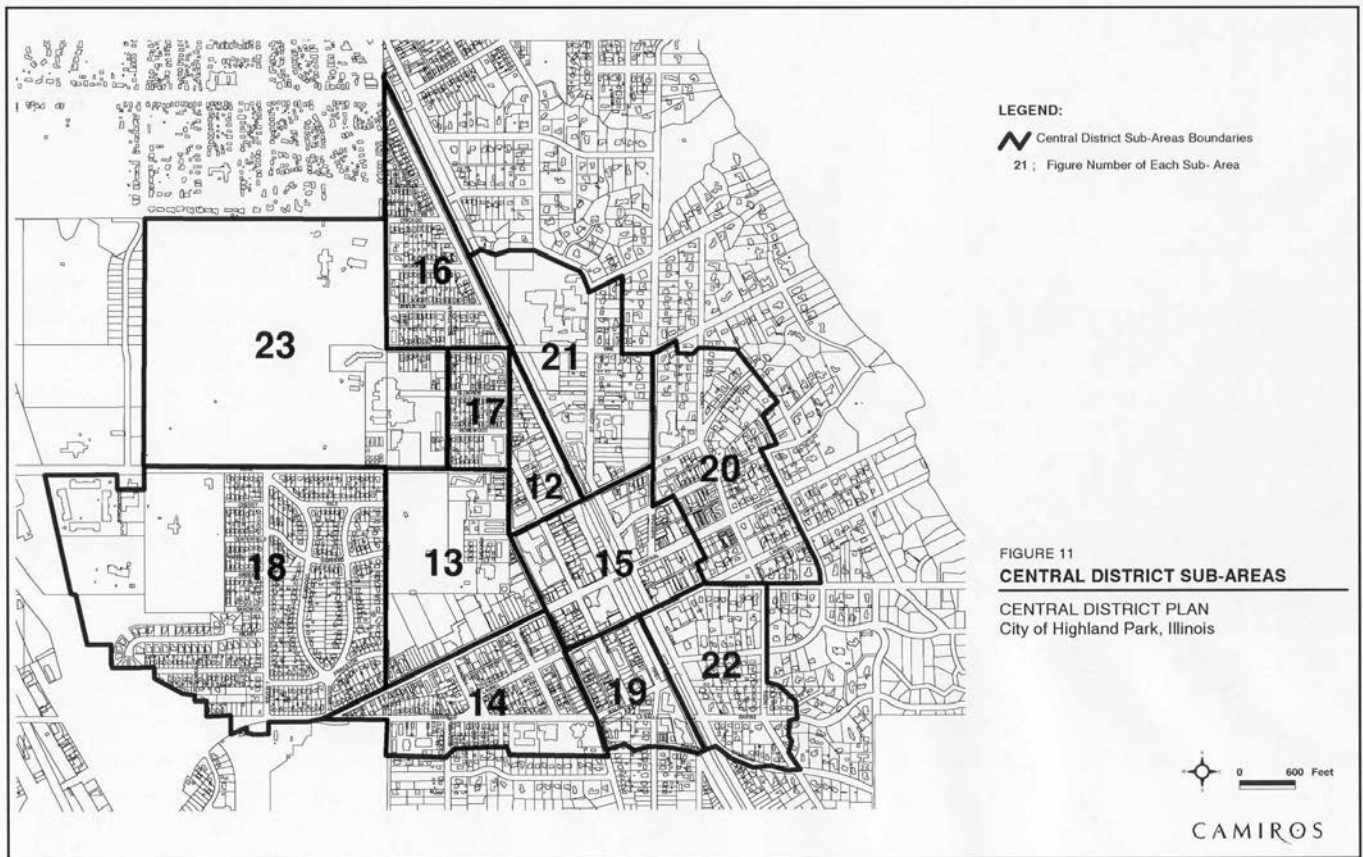 LEGEND:
Central District Sub-Areas Boundaries
21 ; Figure Number of Each Sub- Area
16
23
21
17
20
12
18
13
15
22
19
14
FIGURE 11
CENTRAL DISTRICT SUB-AREAS
CENTRAL DISTRICT PLAN
City of Highland Park, Illinois
0 600 Feet
CAMIROS